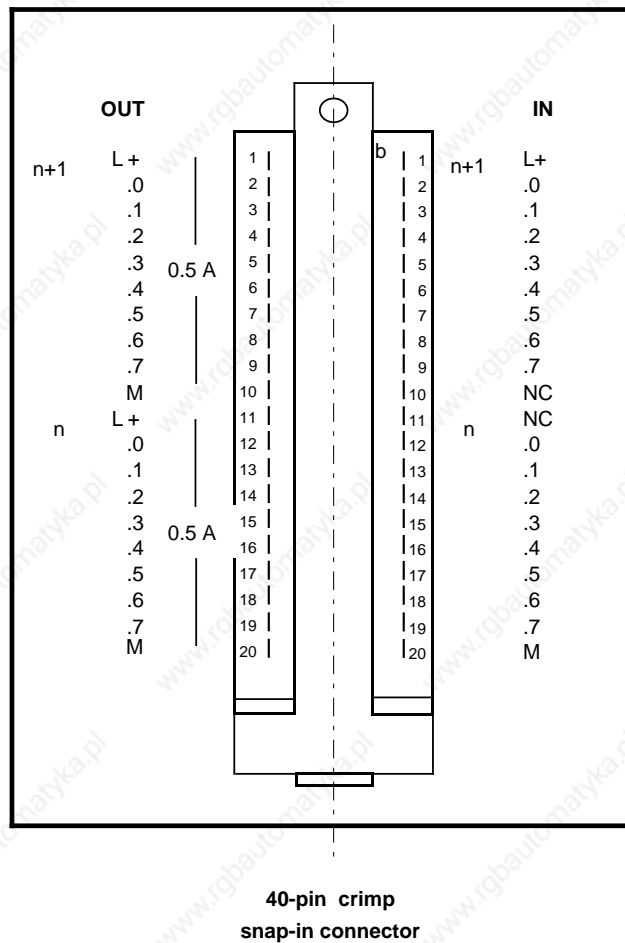 OUT IN
n+1 L + 1 b 1 n+1 L+
.0 2 2 .0
.1 3 3 .1
.2 4 4 .2
.3 0.5 A 5 5 .3
.4 6 6 .4
.5 7 7 .5
.6 8 8 .6
.7 9 9 .7
M 10 10 NC
n L + 11 11 n NC
.0 12 12 .0
.1 13 13 .1
.2 14 14 .2
.3 0.5 A 15 15 .3
.4 16 16 .4
.5 17 17 .5
.6 18 18 .6
.7 19 19 .7
M 20 20 M
40-pin crimp
snap-in connector
www.rgbautomatyka.pl